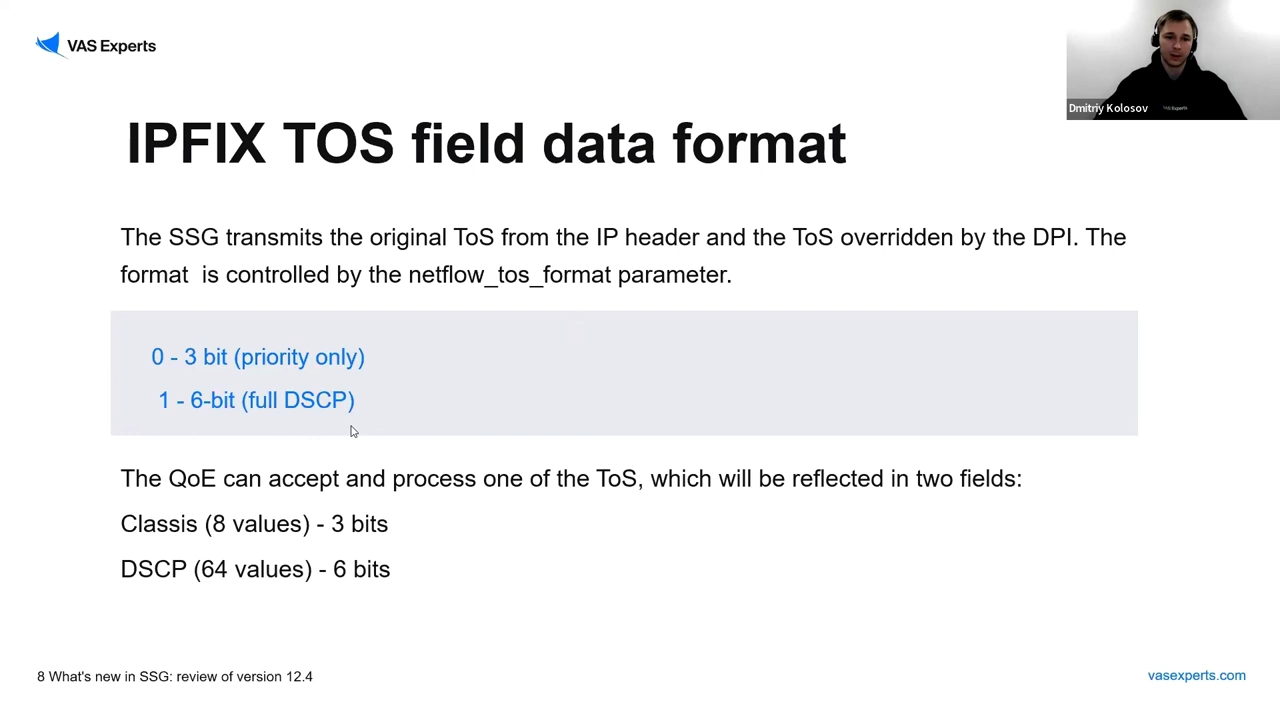 VAS Experts
Dmitriy Kolosov
VAS Experts
IPFIX TOS field data format
The SSG transmits the original ToS from the IP header and the ToS overridden by the DPI. The
format  is controlled by the netflow_tos_format parameter.
0 - 3 bit (priority only)
1 - 6-bit (full DSCP)
The QoE can accept and process one of the ToS, which will be reflected in two fields:
Classis (8 values) - 3 bits
DSCP (64 values) - 6 bits
8 What's new in SSG: review of version 12.4
vasexperts.com